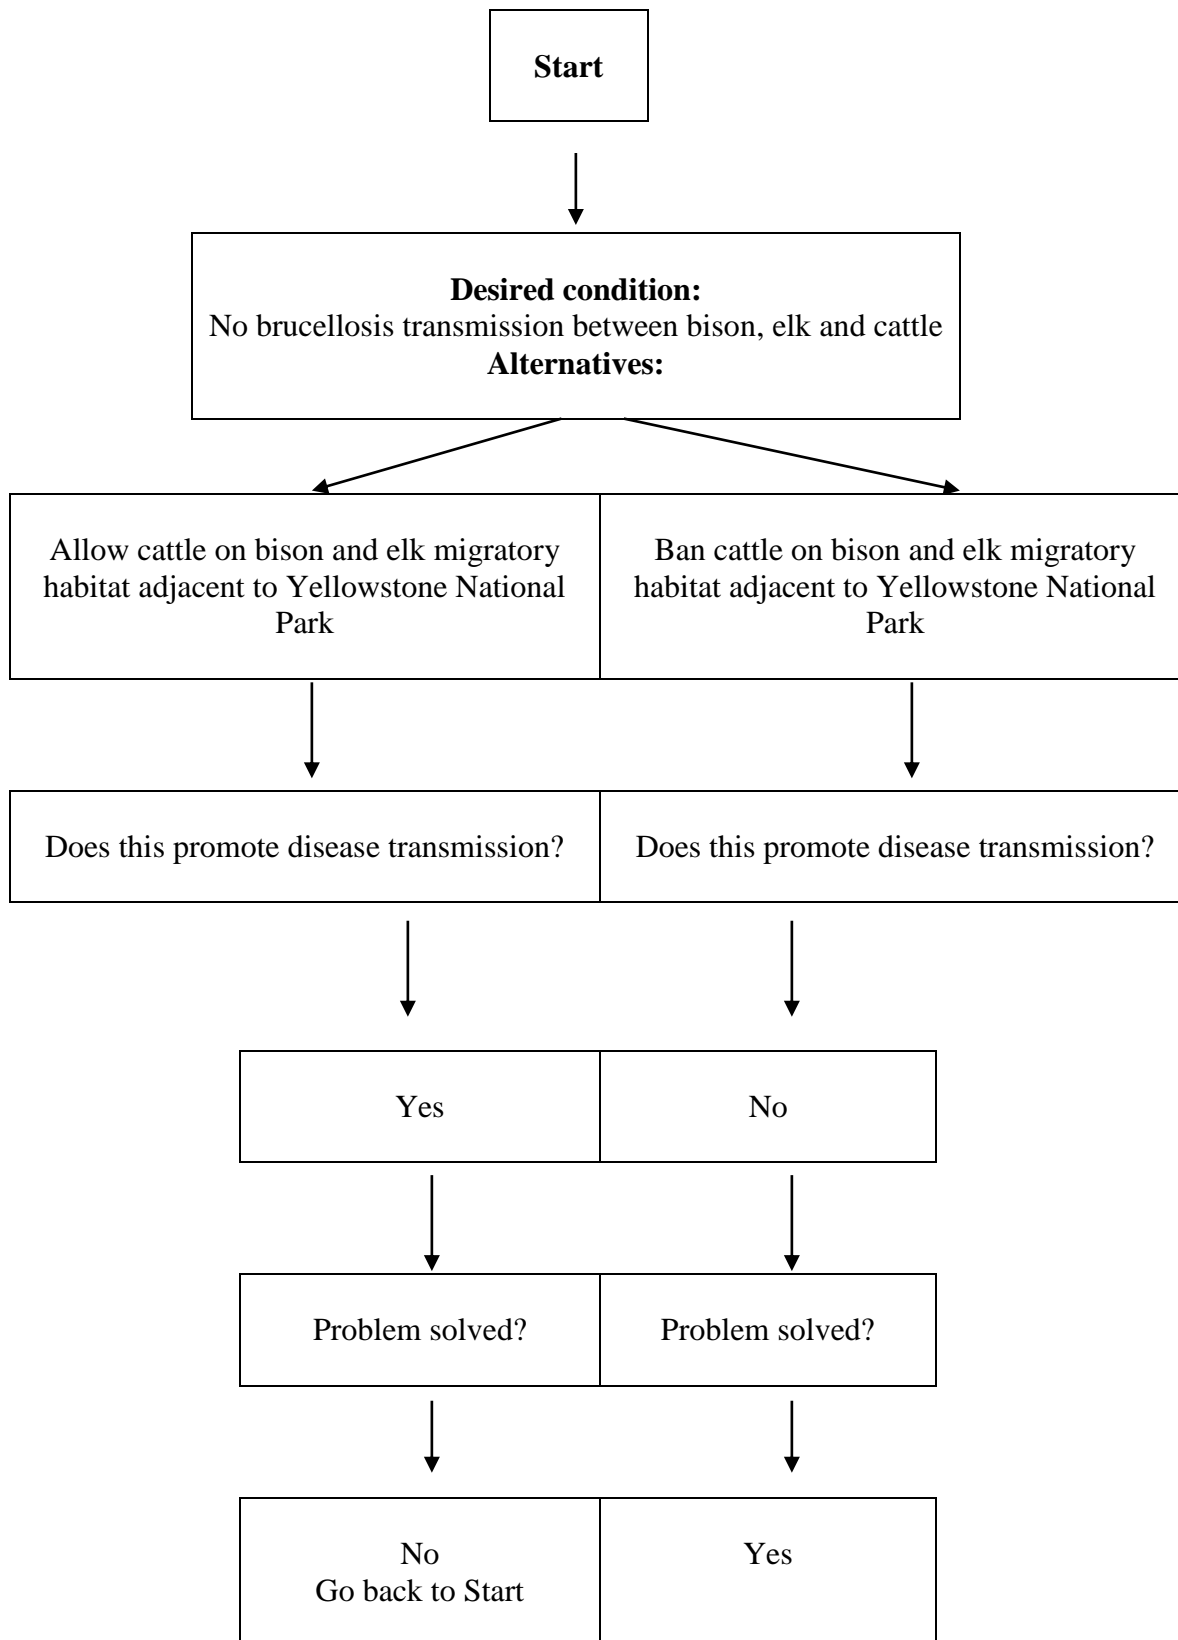 Start
Desired condition:
No brucellosis transmission between bison, elk and cattle
Alternatives:
Allow cattle on bison and elk migratory
habitat adjacent to Yellowstone National
Park
Ban cattle on bison and elk migratory
habitat adjacent to Yellowstone National
Park
Does this promote disease transmission?
Does this promote disease transmission?
Yes
No
Problem solved?
Problem solved?
No
Go back to Start
Yes